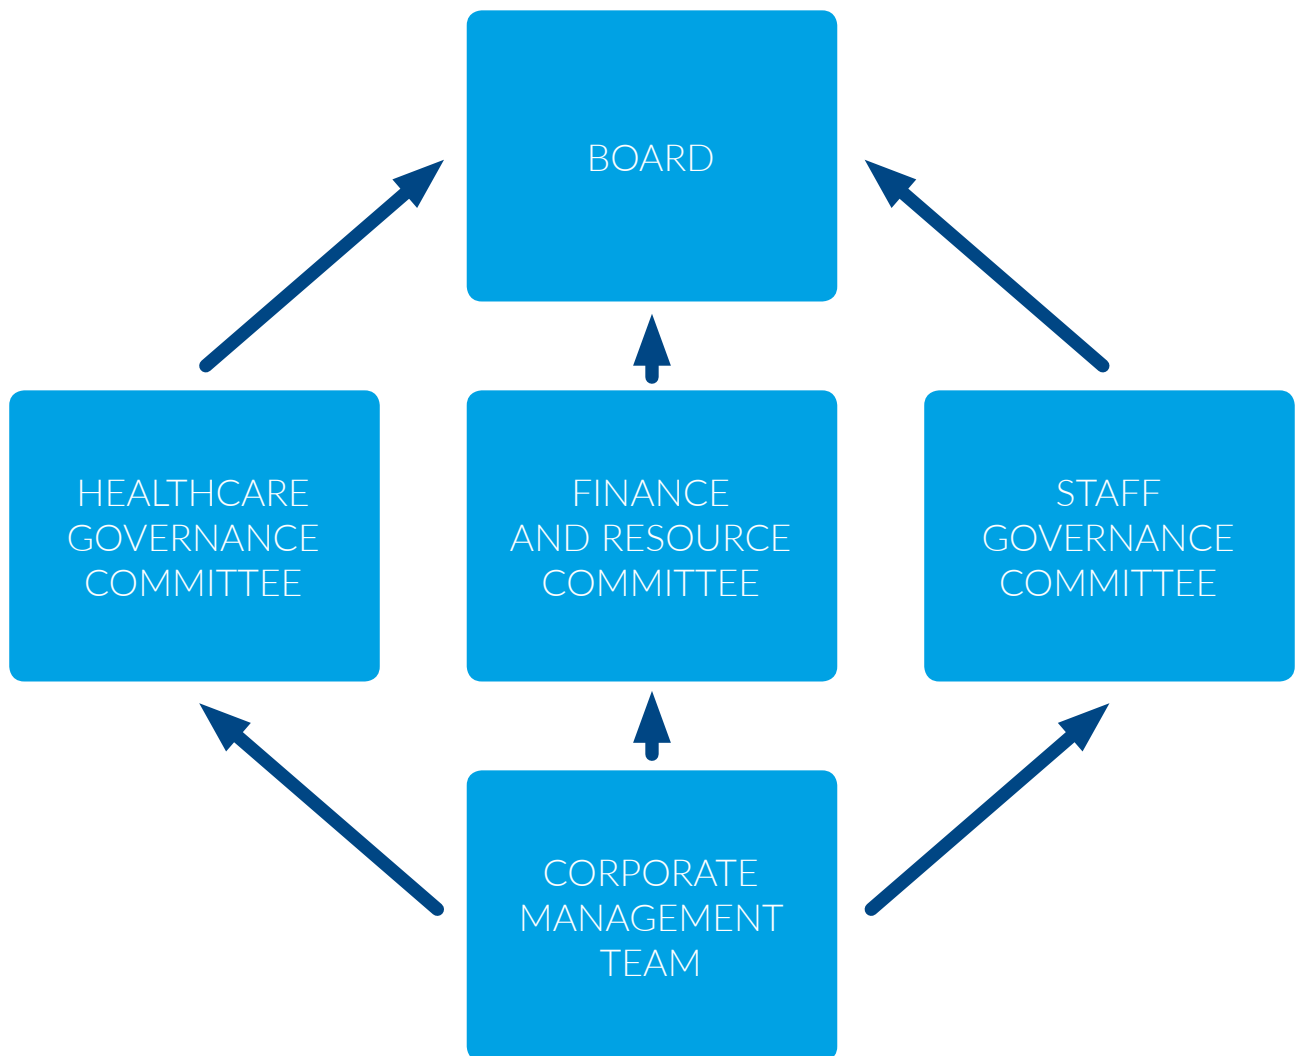 BOARD
HEALTHCARE
GOVERNANCE
COMMITTEE
FINANCE
AND RESOURCE
COMMITTEE
STAFF
GOVERNANCE
COMMITTEE
CORPORATE
MANAGEMENT
TEAM